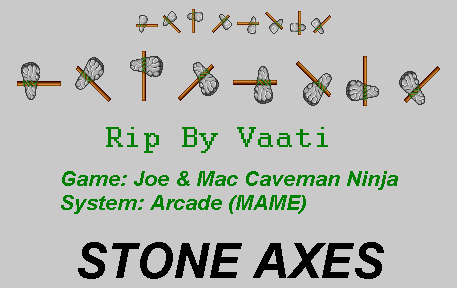 Rip By Vaati
Game: Joe & Mac Caveman Ninja
System: Arcade (MAME)
STONE AXES